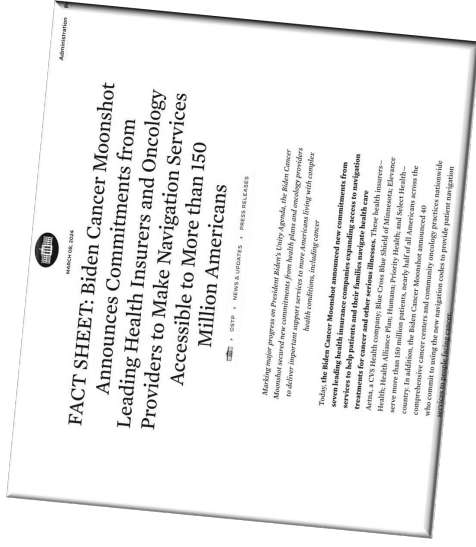 Administration
MARCH 08, 2024
FACT SHEET: Biden Cancer Moonshot
Announces Commitments from
Leading Health Insurers and Oncology
Providers to Make Navigation Services
Accessible to More than 150
Million Americans
OSTP • NEWS & UPDATES • PRESS RELEASES
Marking major progress on President Biden's Unity Agenda, the Biden Cancer
Moonshot secured new commitments from health plans and oncology providers
to deliver important support services to more Americans living with complex
health conditions, including cancer
Today, the Biden Cancer Moonshot announced new commitments from
seven leading health insurance companies expanding access to navigation
services to help patients and their families navigate health care
treatments for cancer and other serious illnesses. These health insurers—
Aetna, a CVS Health company; Blue Cross Blue Shield of Minnesota; Elevance
Health; Health Alliance Plan; Humana; Priority Health; and Select Health—
serve more than 150 million patients, nearly half of all Americans across the
country. In addition, the Biden Cancer Moonshot announced 40
comprehensive cancer centers and community oncology practices nationwide
who commit to using the new navigation codes to provide patient navigation
services to people facing cancer.